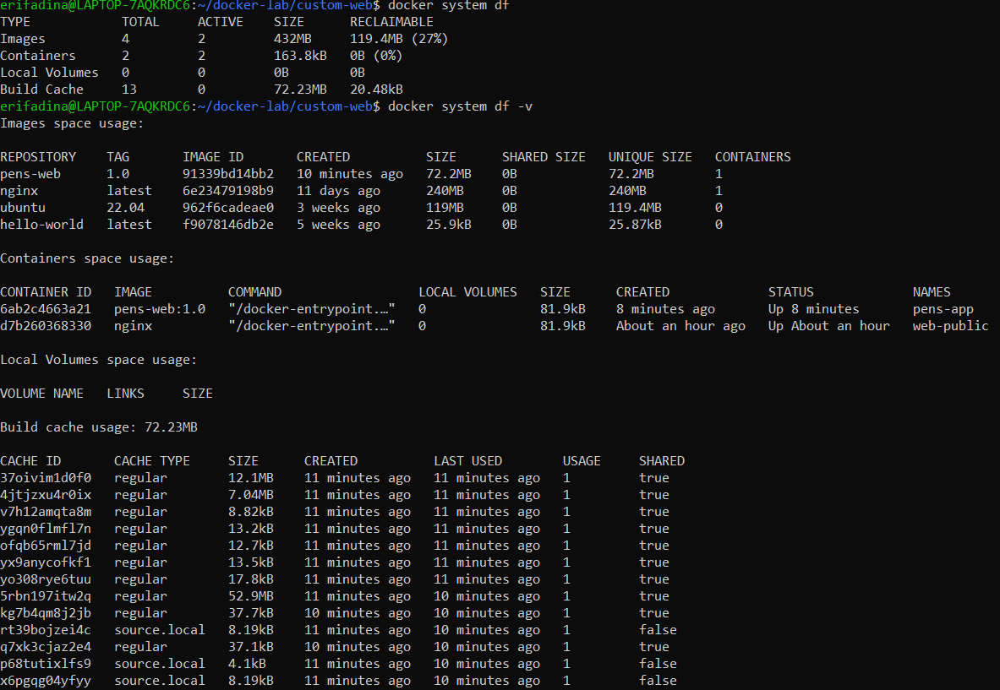 erifadina@LAPTOP-7AQKRDC6:~/docker-lab/custom-web$ docker system df
TYPE TOTAL ACTIVE SIZE RECLAIMABLE
Images 4 2 432MB 119.4MB (27%)
Containers 2 2 163.8kB 0B (0%)
Local Volumes 0 0 0B 0B
Build Cache 13 0 72.23MB 20.48kB
erifadina@LAPTOP-7AQKRDC6:~/docker-lab/custom-web$ docker system df -v
Images space usage:
REPOSITORY TAG IMAGE ID CREATED SIZE SHARED SIZE UNIQUE SIZE CONTAINERS
pens-web 1.0 91339bd14bb2 10 minutes ago 72.2MB 0B 72.2MB 1
nginx latest 6e23479198b9 11 days ago 240MB 0B 240MB 1
ubuntu 22.04 962f6cadeae0 3 weeks ago 119MB 0B 119.4MB 0
hello-world latest f9078146db2e 5 weeks ago 25.9kB 0B 25.87kB 0
Containers space usage:
CONTAINER ID IMAGE COMMAND LOCAL VOLUMES SIZE CREATED STATUS NAMES
6ab2c4663a21 pens-web:1.0 "/docker-entrypoint.…" 0 81.9kB 8 minutes ago Up 8 minutes pens-app
d7b260368330 nginx "/docker-entrypoint.…" 0 81.9kB About an hour ago Up About an hour web-public
Local Volumes space usage:
VOLUME NAME LINKS SIZE
Build cache usage: 72.23MB
CACHE ID CACHE TYPE SIZE CREATED LAST USED USAGE SHARED
37oivim1d0f0 regular 12.1MB 11 minutes ago 11 minutes ago 1 true
4jtjzxu4r0ix regular 7.04MB 11 minutes ago 11 minutes ago 1 true
v7h12amqta8m regular 8.82kB 11 minutes ago 11 minutes ago 1 true
ygqn0flmfl7n regular 13.2kB 11 minutes ago 11 minutes ago 1 true
ofqb65rml7jd regular 12.7kB 11 minutes ago 11 minutes ago 1 true
yx9anycofkf1 regular 13.5kB 11 minutes ago 11 minutes ago 1 true
yo308rye6tuu regular 17.8kB 11 minutes ago 11 minutes ago 1 true
5rbn197itw2q regular 52.9MB 11 minutes ago 10 minutes ago 1 true
kg7b4qm8j2jb regular 37.7kB 10 minutes ago 10 minutes ago 1 true
rt39bojzei4c source.local 8.19kB 11 minutes ago 10 minutes ago 1 false
q7xk3cjaz2e4 regular 37.1kB 10 minutes ago 10 minutes ago 1 true
p68tutixlfs9 source.local 4.1kB 11 minutes ago 10 minutes ago 1 false
x6pgqg04yfyy source.local 8.19kB 11 minutes ago 10 minutes ago 1 false